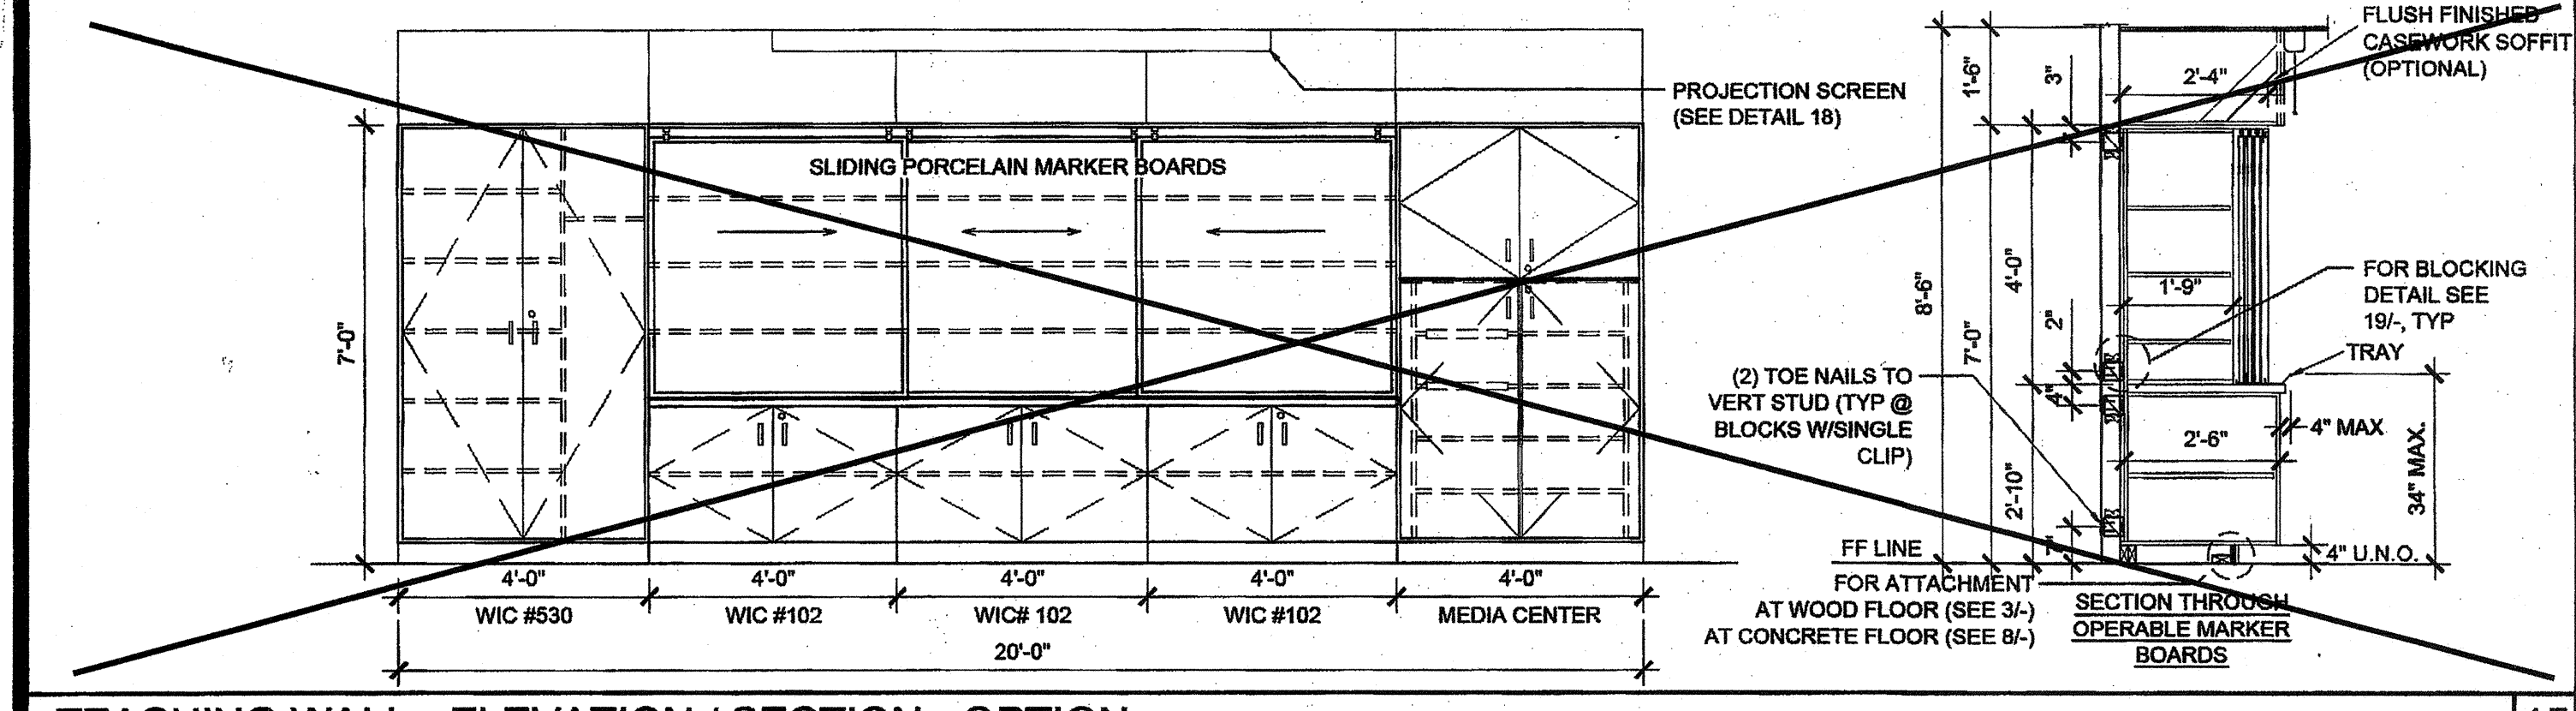 PROJECTION SCREEN
(SEE DETAIL 18)
SLIDING PORCELAIN MARKER BOARDS
7'-0"
4'-0"
4'-0"
4'-0"
4'-0"
4'-0"
WIC #530
WIC #102
WIC# 102
WIC #102
MEDIA CENTER
20'-0"
FLUSH FINISHED
CASEWORK SOFFIT
(OPTIONAL)
1'-6"
3"
2'-4"
8'-6"
7'-0"
4'-0"
2"
1'-9"
FOR BLOCKING
DETAIL SEE
19/-, TYP
TRAY
(2) TOE NAILS TO
VERT STUD (TYP @
BLOCKS W/SINGLE
CLIP)
4"
2'-10"
2'-6"
4" MAX
34" MAX.
FF LINE
4" U.N.O.
FOR ATTACHMENT
AT WOOD FLOOR (SEE 3/-)
AT CONCRETE FLOOR (SEE 8/-)
SECTION THROUGH
OPERABLE MARKER
BOARDS
TEACHING WALL - ELEVATION / SECTION - OPTION